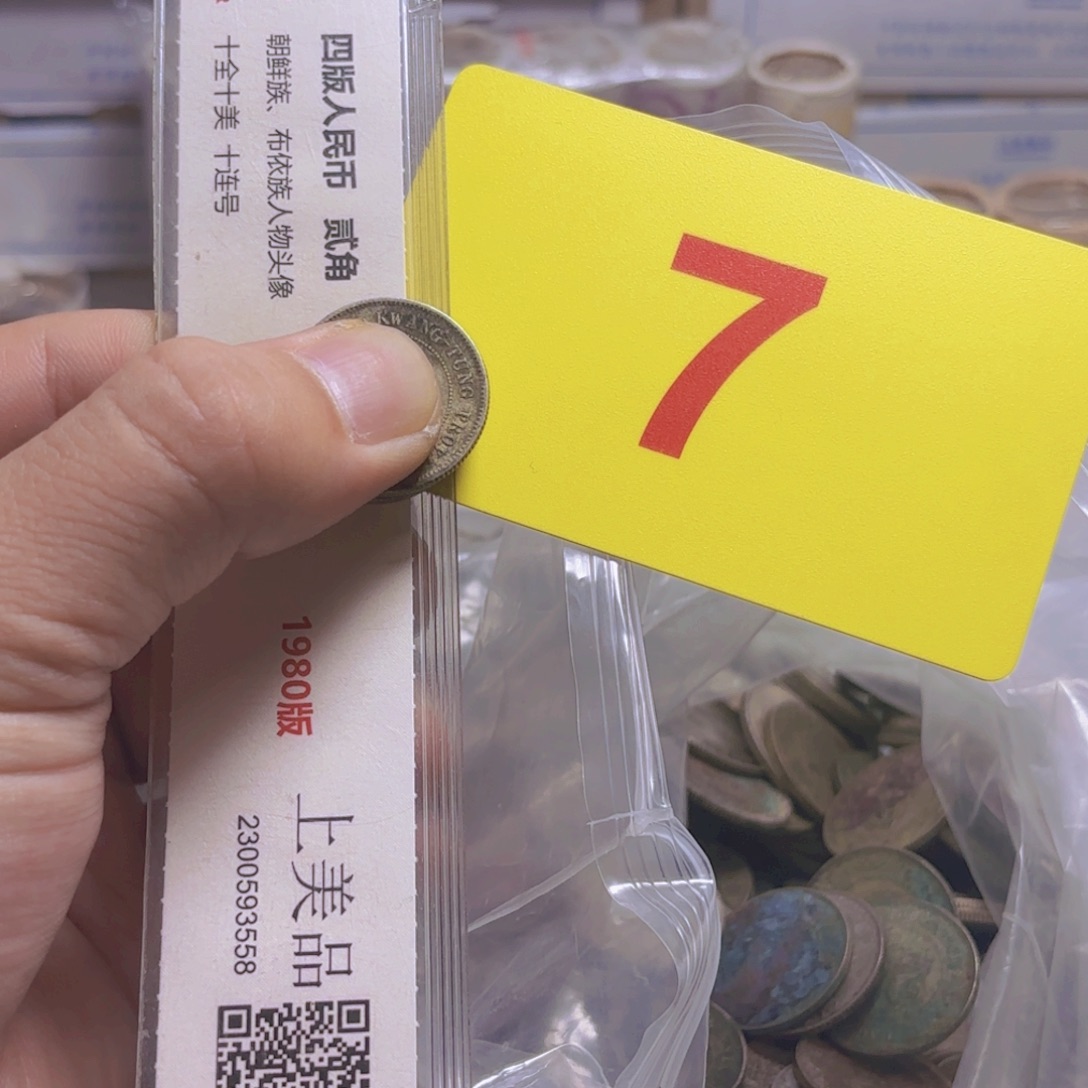 四版人民币 贰角
朝鲜族、布依族人物头像
十全十美 十连号
1980版
上美品
2300593558
KWANG-TUNG PROV
7